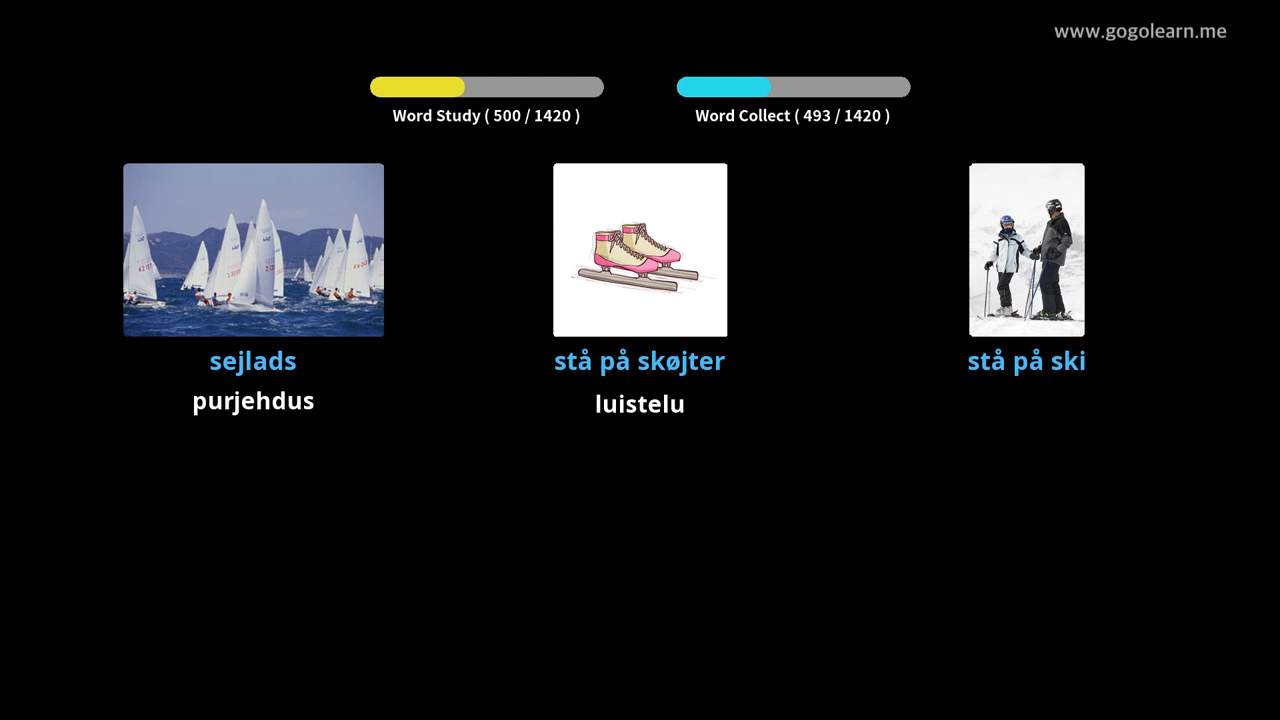 www.gogolearn.me
Word Study ( 500 / 1420 )
Word Collect ( 493 / 1420 )
sejlads
stå på skøjter
stå på ski
purjehdus
luistelu